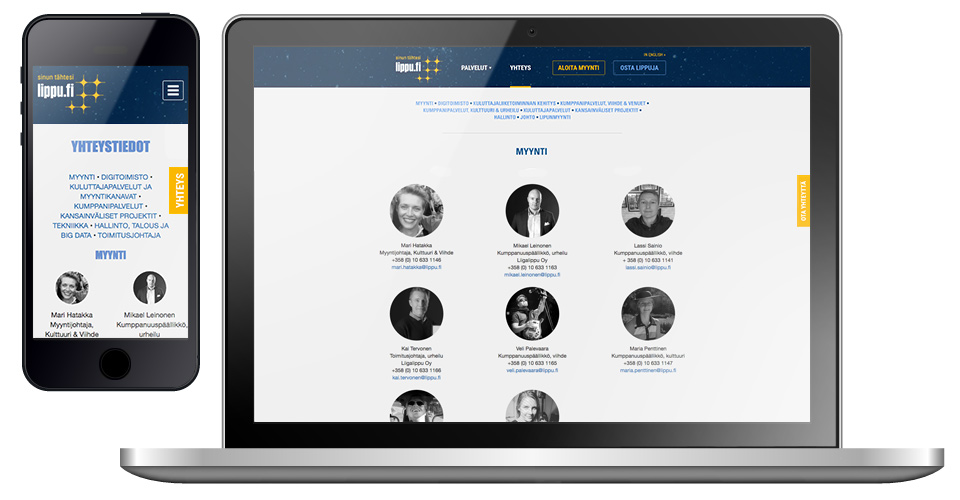 sinun tähtesi
lippu.fi
YHTEYSTIEDOT
MYYNTI • DIGITOIMISTO •
KULUTTAJAPALVELUT JA
MYYNTIKANAVAT •
KUMPPANIPALVELUT •
KANSAINVÄLISET PROJEKTIT •
TEKNIIKKA • HALLINTO, TALOUS JA
BIG DATA • TOIMITUSJOHTAJA
YHTEYS
MYYNTI
Mari Hatakka
Myyntijohtaja,
Kulttuuri & Viihde
Mikael Leinonen
Kumppanuuspäällikkö,
urheilu
sinun tähtesi
lippu.fi
PALVELUT
YHTEYS
ALOITA MYYNTI
OSTA LIPPUJA
IN ENGLISH
MYYNTI • DIGITOIMISTO • KULUTTAJALIIKETOIMINNAN KEHITYS • KUMPPANIPALVELUT, VIIHDE & VENUET •
KUMPPANIPALVELUT, KULTTUURI & URHEILU • KULUTTAJAPALVELUT • KANSAINVÄLISET PROJEKTIT •
HALLINTO • JOHTO • LIPUNMYYNTI
MYYNTI
OTA YHTEYTTÄ
Mari Hatakka
Myyntijohtaja, Kulttuuri & Viihde
+358 (0) 10 633 1146
mari.hatakka@lippu.fi
Mikael Leinonen
Kumppanuuspäällikkö, urheilu
Liigalippu Oy
+358 (0) 10 633 1163
mikael.leinonen@lippu.fi
Lassi Sainio
Kumppanuuspäällikkö, viihde
+ 358 (0) 10 633 1141
lassi.sainio@lippu.fi
Kai Tervonen
Toimitusjohtaja, urheilu
Liigalippu Oy
+358 (0) 10 633 1166
kai.tervonen@lippu.fi
Veli Palevaara
Kumppanuuspäällikkö, viihde
+358 (0) 10 633 1165
veli.palevaara@lippu.fi
Maria Penttinen
Kumppanuuspäällikkö, kulttuuri
+358 (0) 10 633 1147
maria.penttinen@lippu.fi